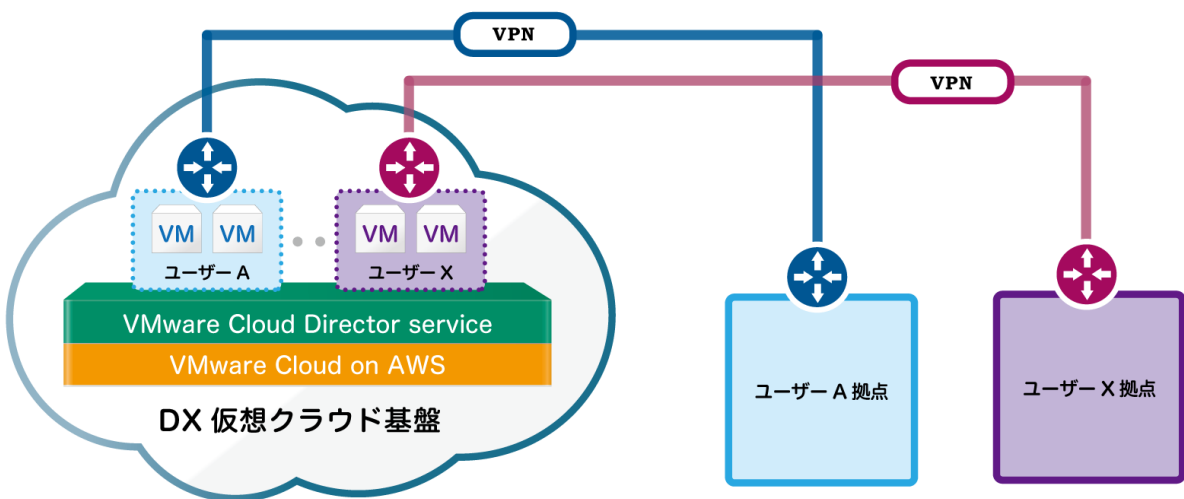 VPN
VPN
VM VM
VM VM
ユーザー A
ユーザー X
VMware Cloud Director service
VMware Cloud on AWS
DX 仮想クラウド基盤
ユーザー A 拠点
ユーザー X 拠点